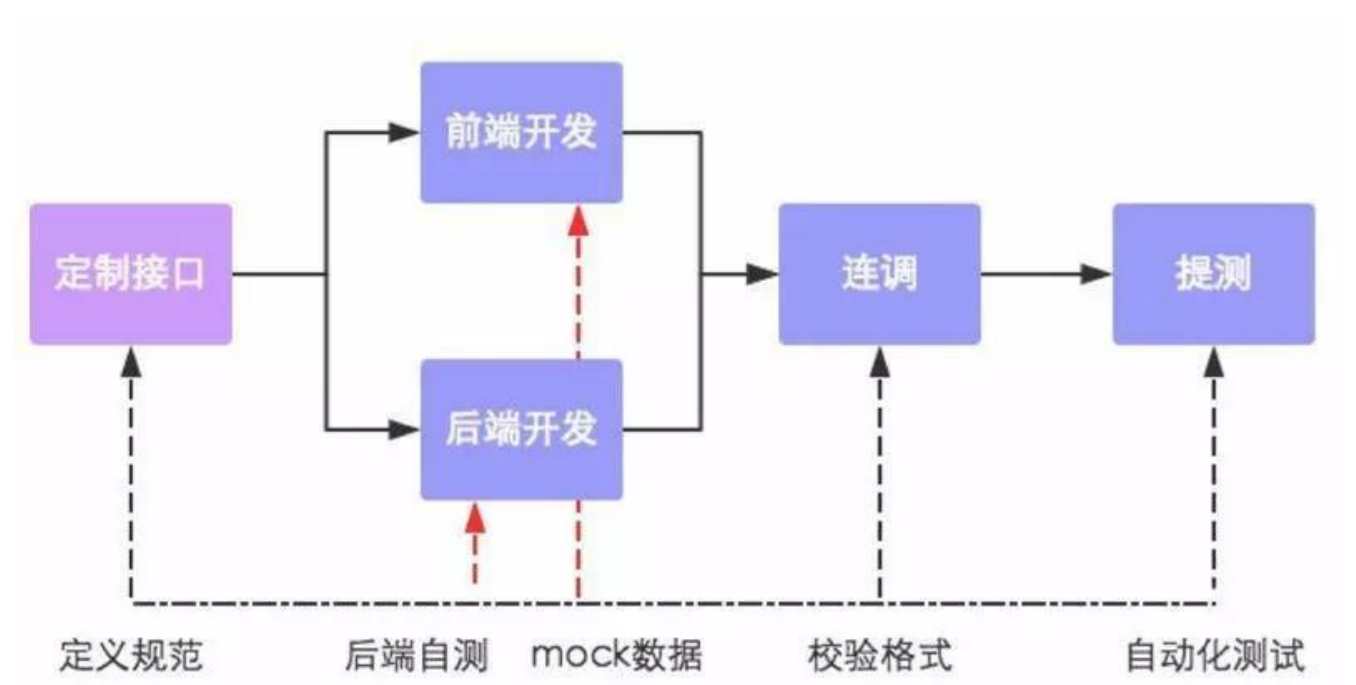 前端开发
定制接口
连调
提测
后端开发
定义规范
后端自测
mock数据
校验格式
自动化测试